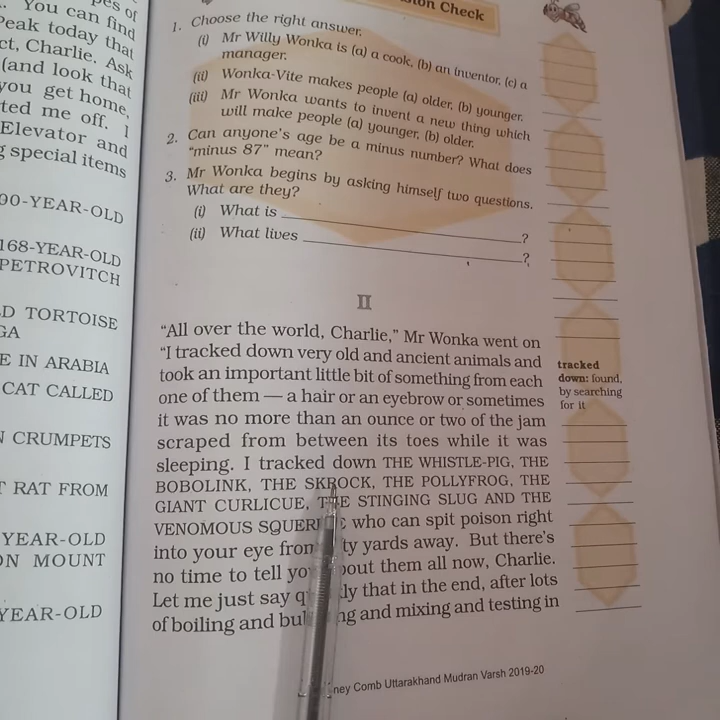 pes of
You can find
Peak today that
ct, Charlie. Ask
(and look that
you get home,
ted me off. I
Elevator and
g special items
00-YEAR-OLD
168-YEAR-OLD
PETROVITCH
D TORTOISE
GA
E IN ARABIA
CAT CALLED
N CRUMPETS
T RAT FROM
YEAR-OLD
ON MOUNT
YEAR-OLD
sion Check
1. Choose the right answer.
(i) Mr Willy Wonka is (a) a cook, (b) an inventor, (c) a
manager.
(ii) Wonka-Vite makes people (a) older, (b) younger.
(iii) Mr Wonka wants to invent a new thing which
will make people (a) younger, (b) older.
2. Can anyone's age be a minus number? What does
"minus 87" mean?
3. Mr Wonka begins by asking himself two questions.
What are they?
(i) What is ?
(ii) What lives ?
II
"All over the world, Charlie," Mr Wonka went on
"I tracked down very old and ancient animals and
took an important little bit of something from each
one of them — a hair or an eyebrow or sometimes
it was no more than an ounce or two of the jam
scraped from between its toes while it was
sleeping. I tracked down THE WHISTLE-PIG, THE
BOBOLINK, THE SKROCK, THE POLLYFROG, THE
GIANT CURLICUE, THE STINGING SLUG AND THE
VENOMOUS who can spit poison right
into your eye from yards away. But there's
no time to tell you about them all now, Charlie.
Let me just say that in the end, after lots
of boiling and and mixing and testing in
tracked
down: found,
by searching
for it
ney Comb Uttarakhand Mudran Varsh 2019-20